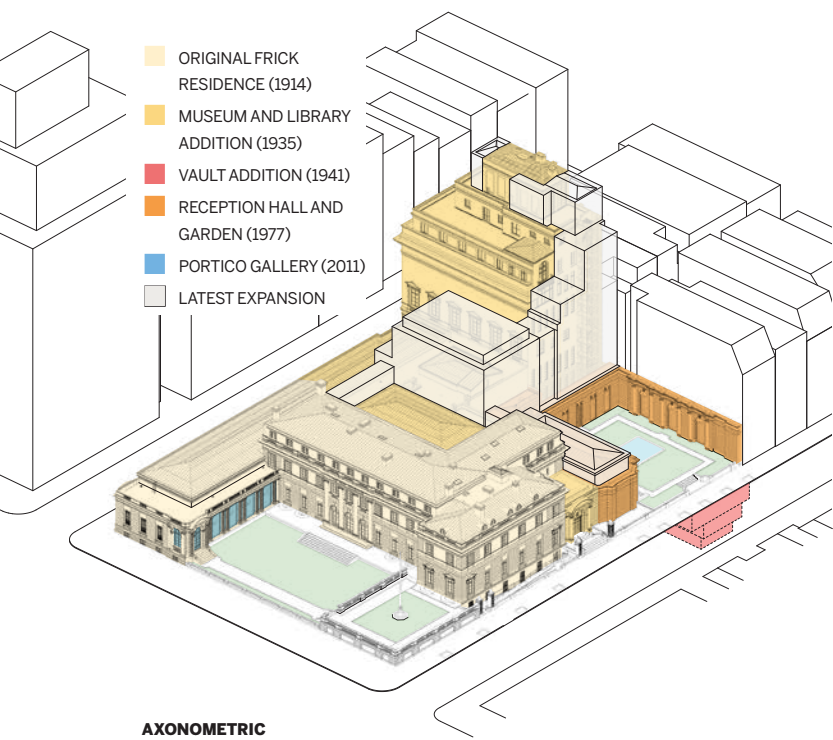 ORIGINAL FRICK
RESIDENCE (1914)
MUSEUM AND LIBRARY
ADDITION (1935)
VAULT ADDITION (1941)
RECEPTION HALL AND
GARDEN (1977)
PORTICO GALLERY (2011)
LATEST EXPANSION
AXONOMETRIC